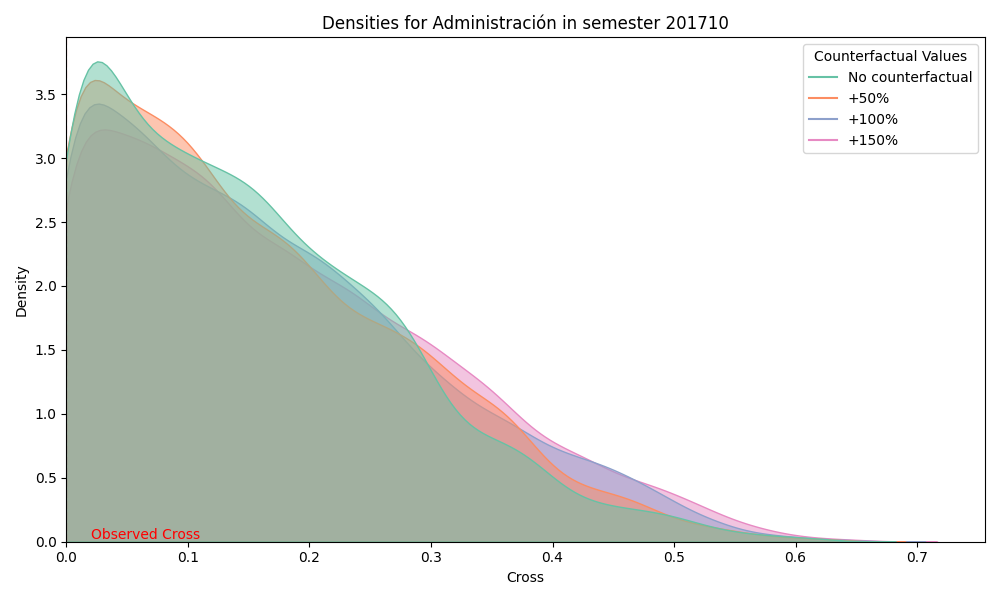 Densities for Administración in semester 201710
Counterfactual Values
No counterfactual
+50%
+100%
+150%
Density
3.5
3.0
2.5
2.0
1.5
1.0
0.5
0.0
Observed Cross
0.0 0.1 0.2 0.3 0.4 0.5 0.6 0.7
Cross